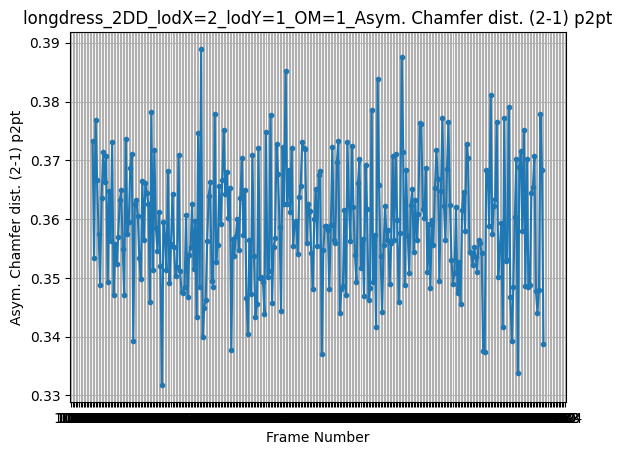 longdress_2DD_lodX=2_lodY=1_OM=1_Asym. Chamfer dist. (2-1) p2pt
Asym. Chamfer dist. (2-1) p2pt
0.39
0.38
0.37
0.36
0.35
0.34
0.33
Frame Number